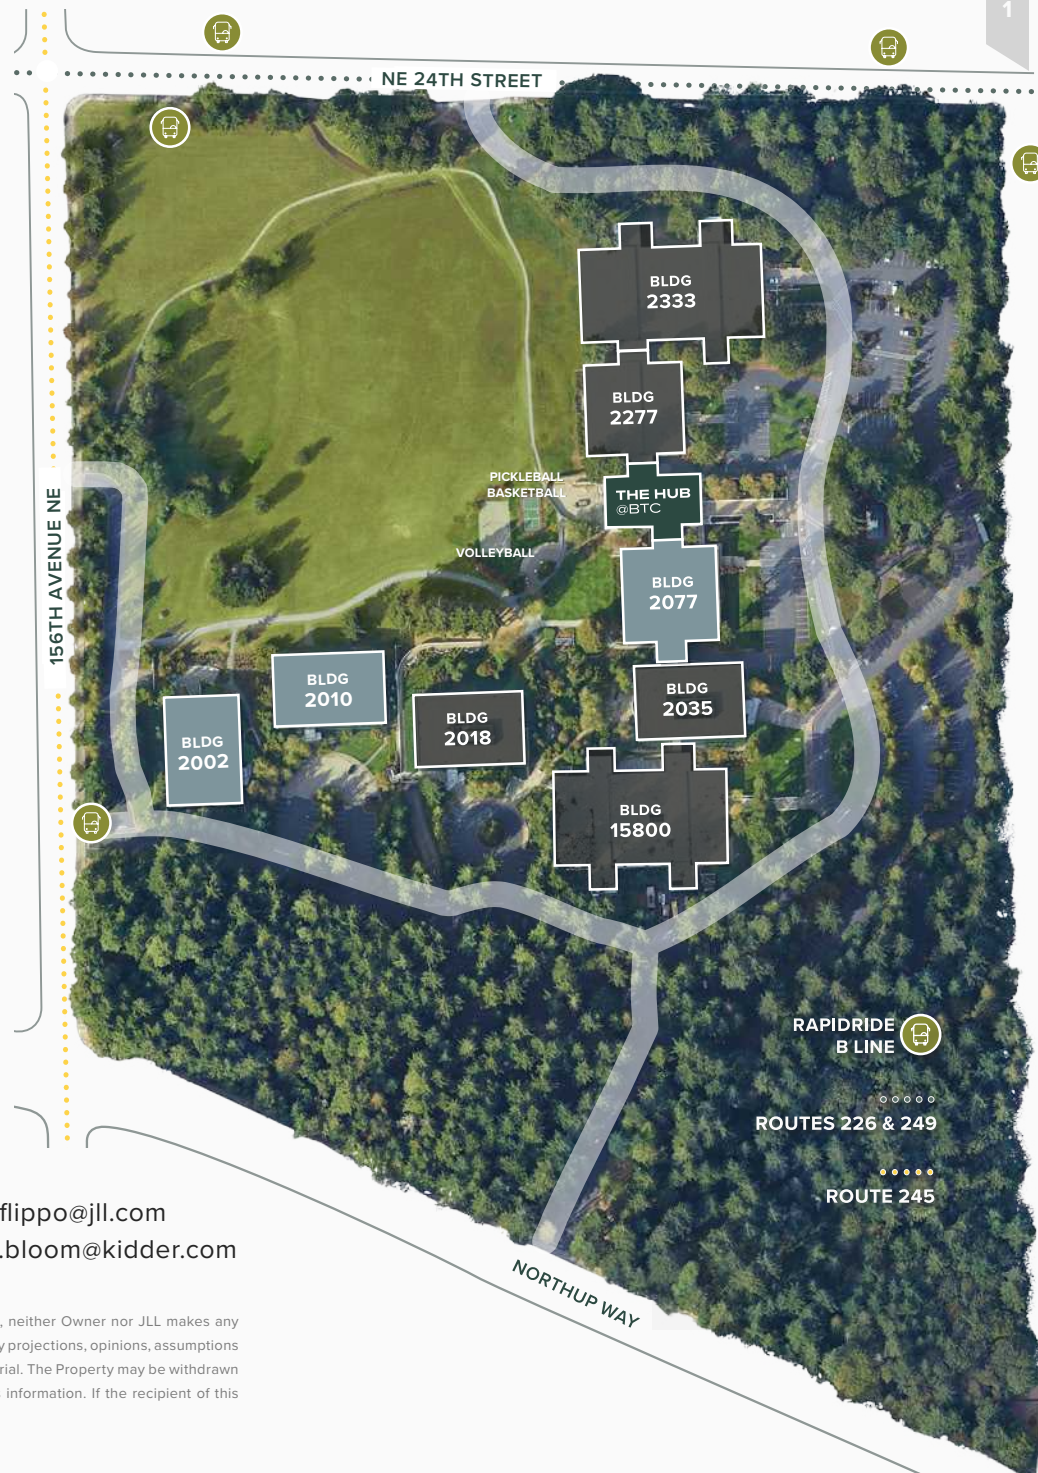 1
NE 24TH STREET
BLDG
2333
BLDG
2277
PICKLEBALL
BASKETBALL
THE HUB
@BTC
VOLLEYBALL
156TH AVENUE NE
BLDG
2077
BLDG
2010
BLDG
2035
BLDG
2018
BLDG
2002
BLDG
15800
RAPIDRIDE
B LINE
ROUTES 226 & 249
ROUTE 245
flippo@jll.com
.bloom@kidder.com
NORTHUP WAY
, neither Owner nor JLL makes any
y projections, opinions, assumptions
rial. The Property may be withdrawn
information. If the recipient of this